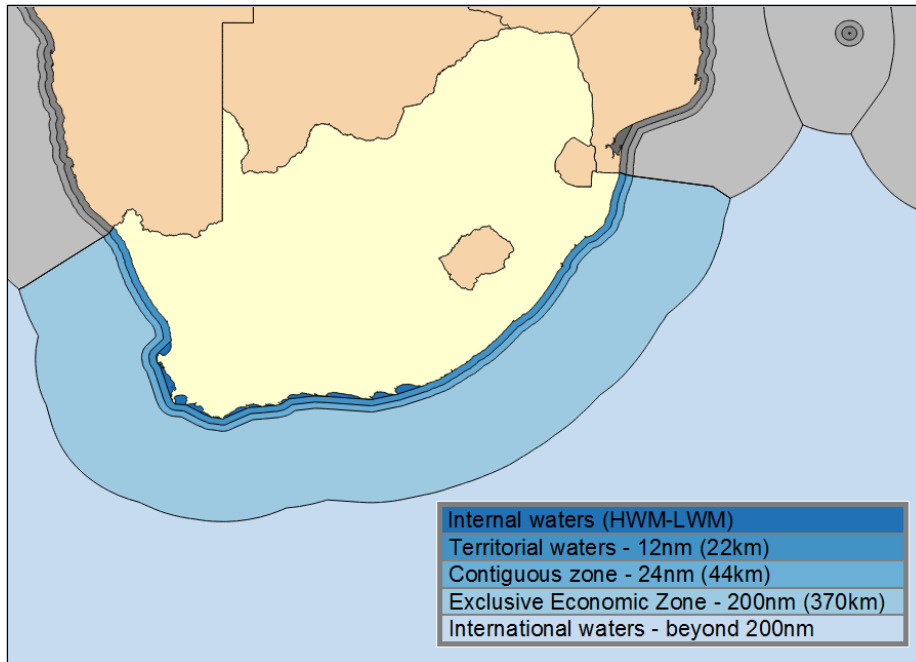 Internal waters (HWM-LWM)
Territorial waters - 12nm (22km)
Contiguous zone - 24nm (44km)
Exclusive Economic Zone - 200nm (370km)
International waters - beyond 200nm